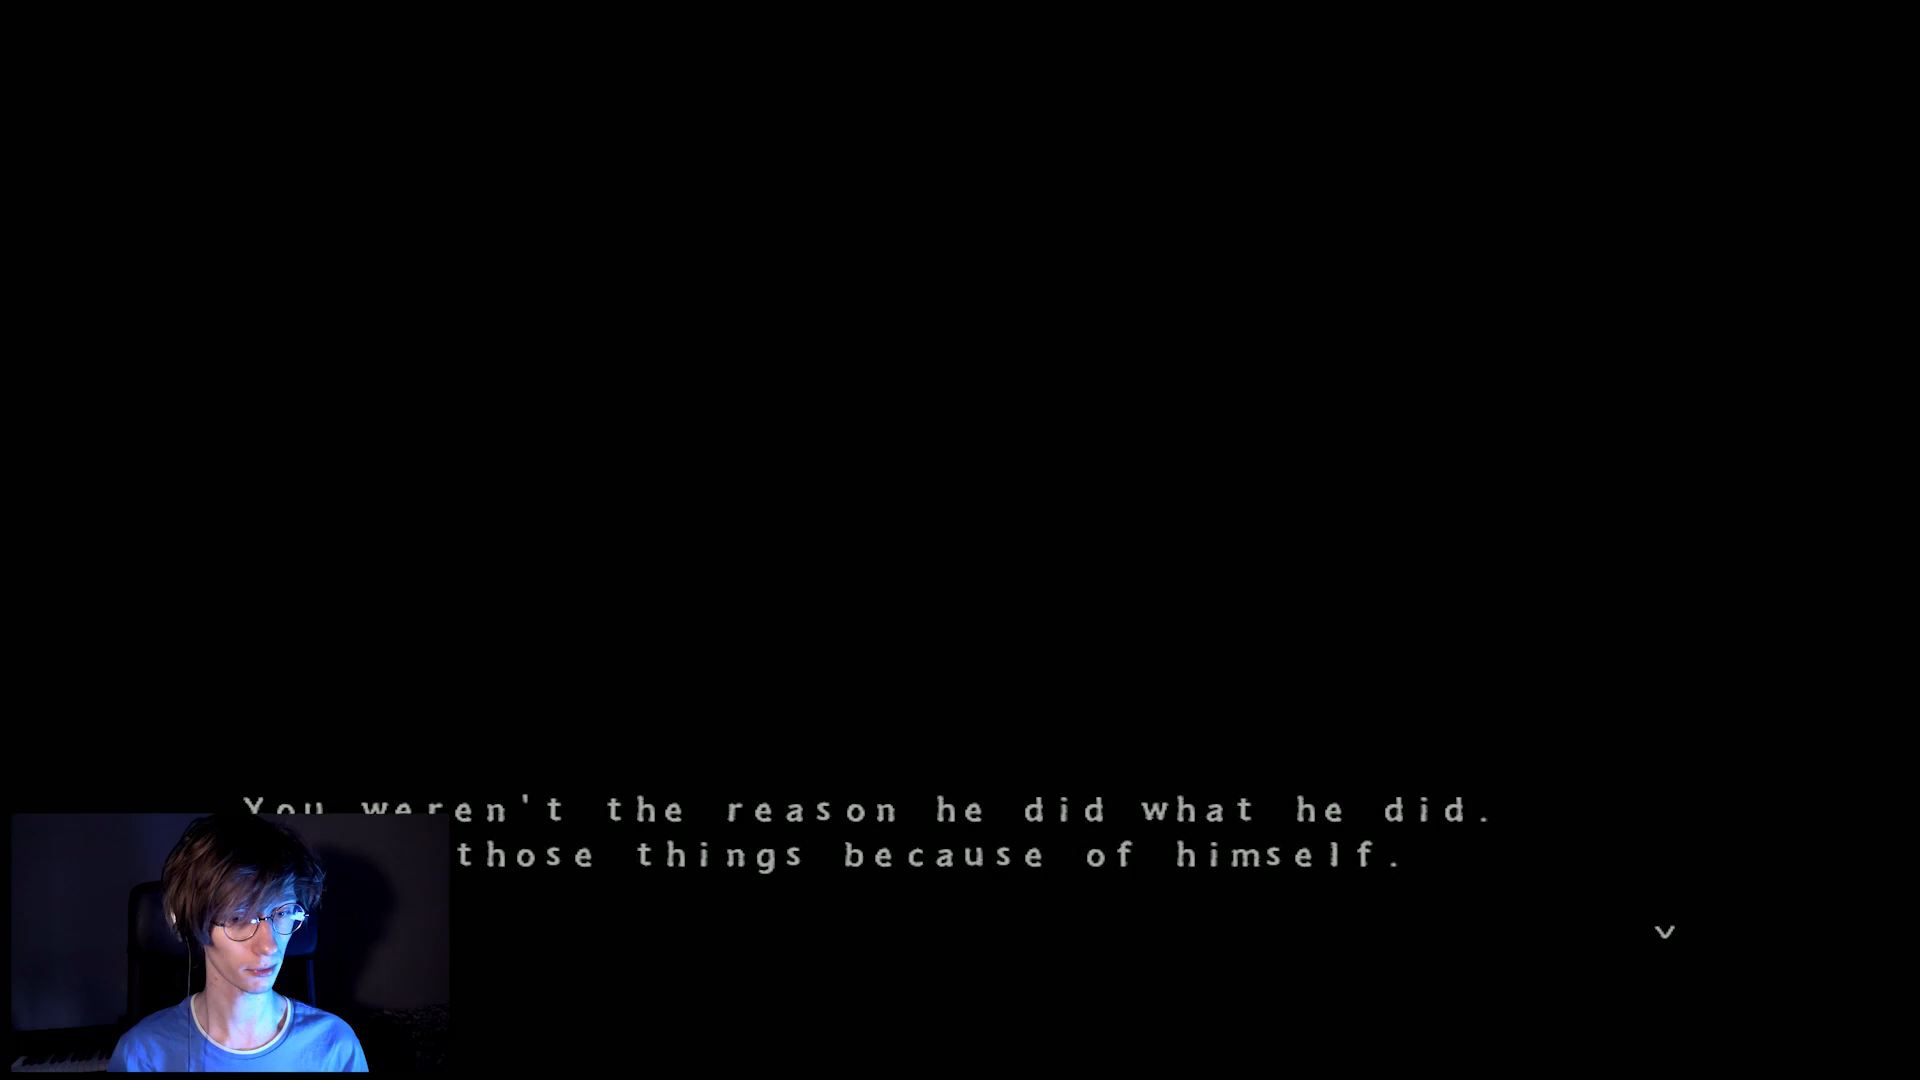 You weren't the reason he did what he did.
those things because of himself.